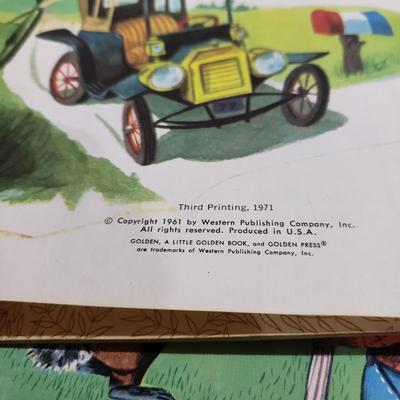 Third Printing, 1971
© Copyright 1961 by Western Publishing Company, Inc.
All rights reserved. Produced in U.S.A.
GOLDEN, A LITTLE GOLDEN BOOK, and GOLDEN PRESS®
are trademarks of Western Publishing Company, Inc.